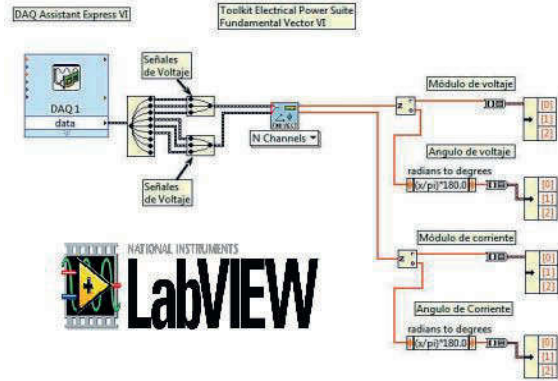 DAQ Assistant Express VI
Toolkit Electrical Power Suite
Fundamental Vector VI
Señales
de Voltaje
DAQ 1
data
N Channels
Señales
de Voltaje
Módulo de voltaje
[0]
[1]
[2]
Angulo de voltaje
radians to degrees
(x/pi)*180.0
[0]
[1]
[2]
Módulo de corriente
[0]
[1]
[2]
Angulo de Corriente
radians to degrees
(x/pi)*180.0
[0]
[1]
[2]
NATIONAL INSTRUMENTS
LabVIEW